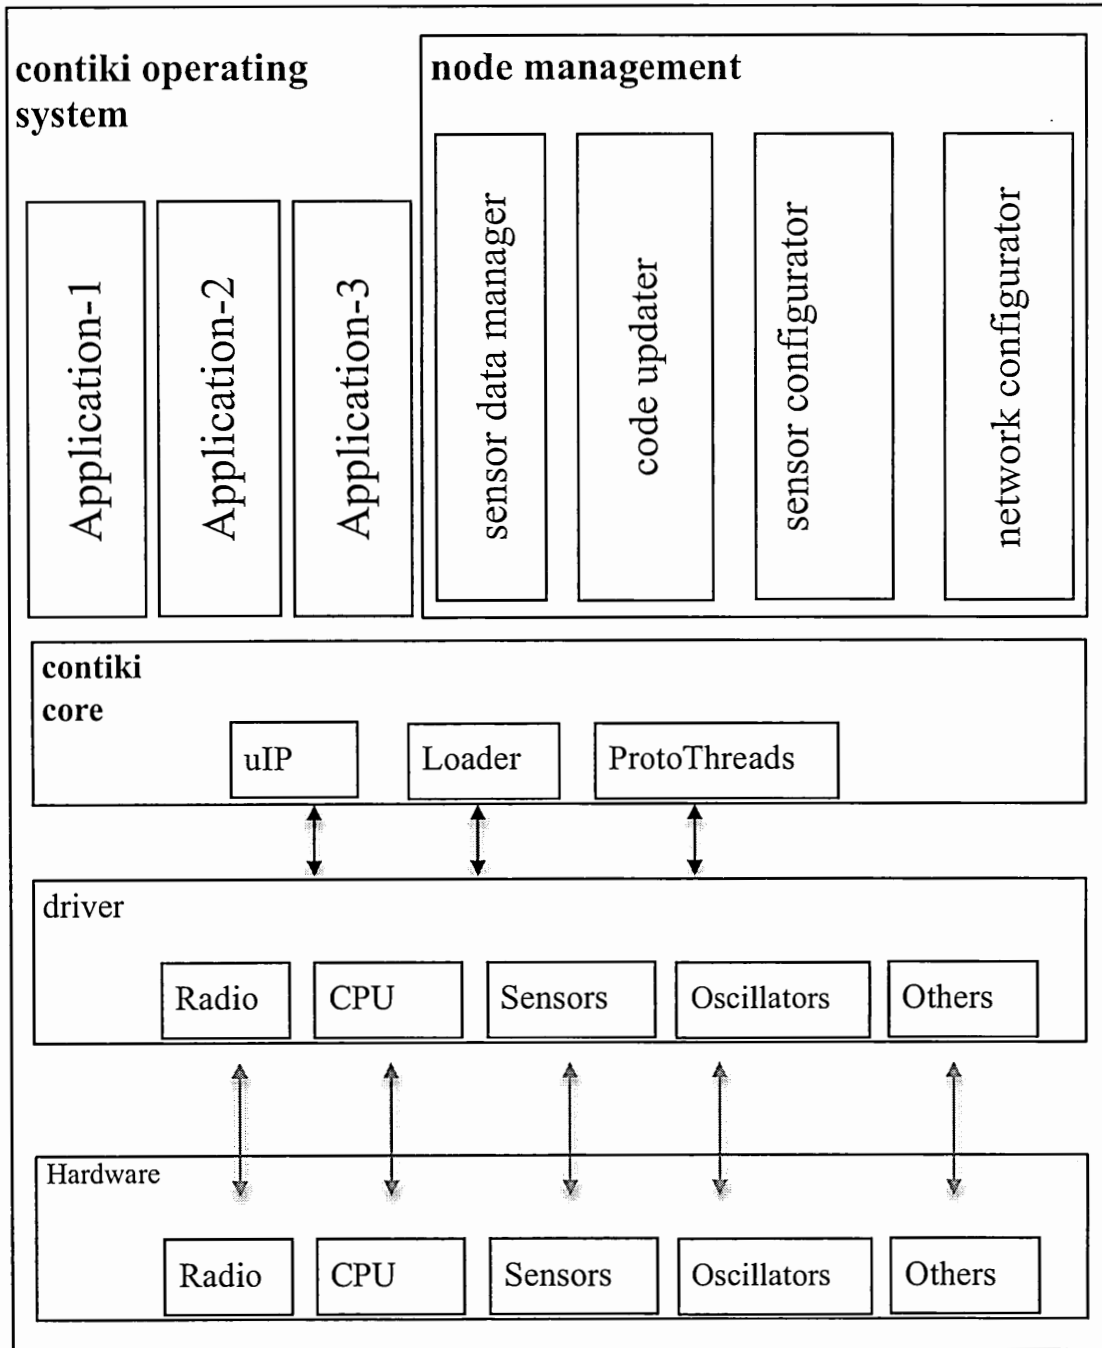 contiki operating
system
node management
Application-1
Application-2
Application-3
sensor data manager
code updater
sensor configurator
network configurator
contiki
core
uIP
Loader
ProtoThreads
driver
Radio
CPU
Sensors
Oscillators
Others
Hardware
Radio
CPU
Sensors
Oscillators
Others